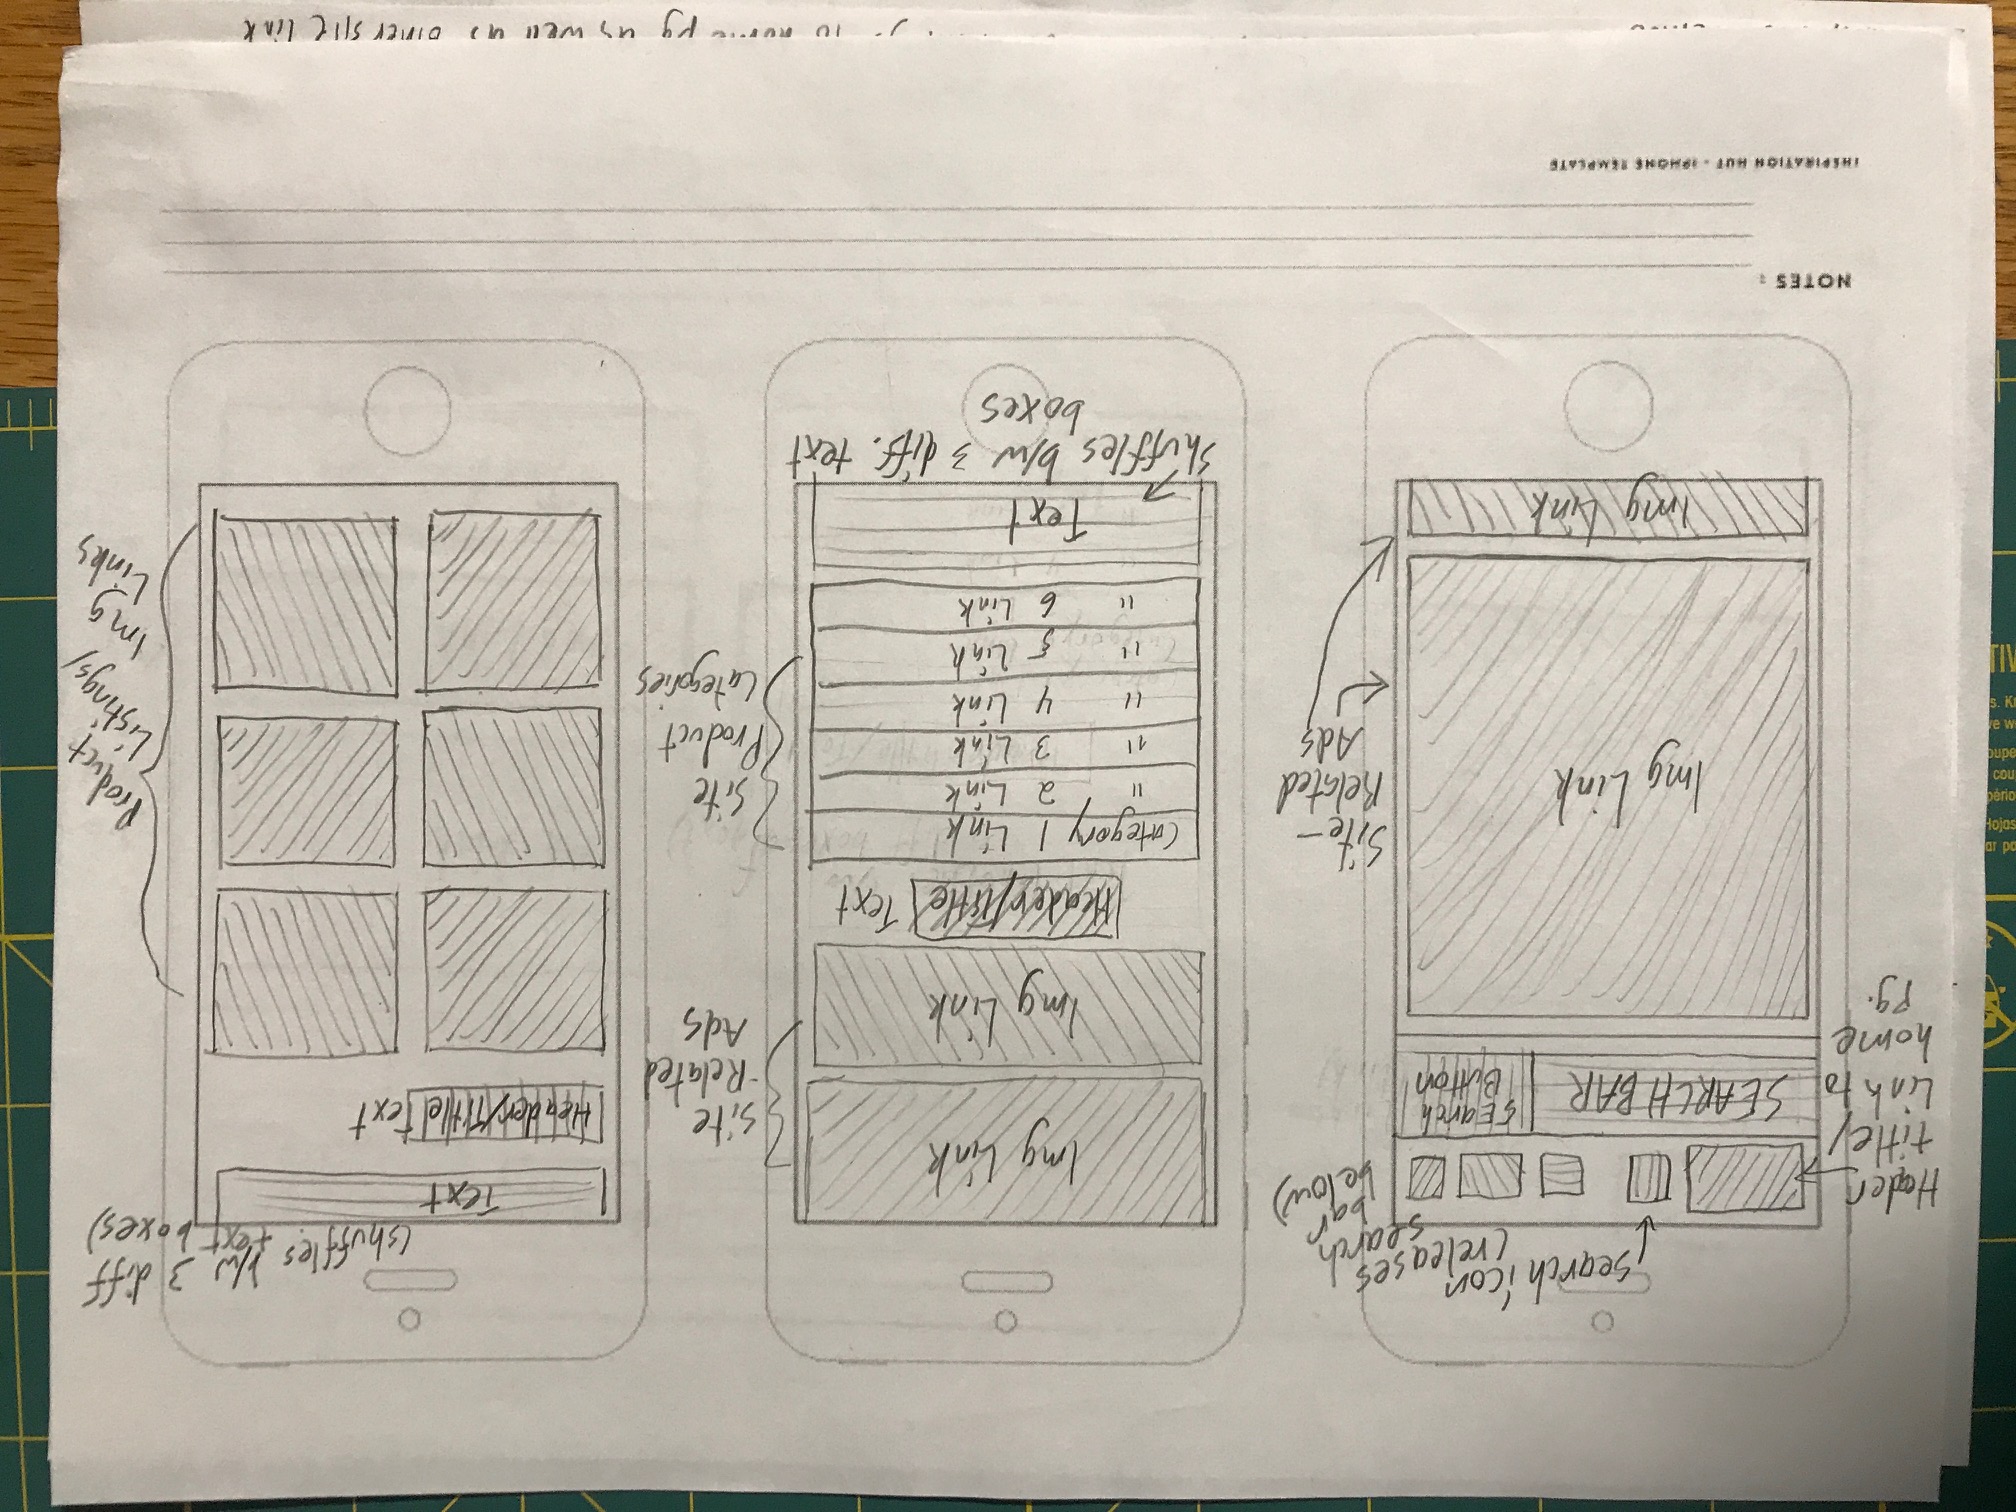 Header
title/
Link to
home
pg.
search icon
(releases
search
bar
below)
SEARCH BAR
SEARCH
BUTTON
Img Link
Img Link
Site-
Related
Ads
Img Link
Img Link
Header/Title Text
Category 1 Link
" 2 Link
" 3 Link
" 4 Link
" 5 Link
" 6 Link
Text
Shuffles b/w 3 diff. text
boxes
Site
-Related
Ads
Site
Product
Categories
(shuffles b/w 3 diff
text boxes)
Text
Header/Title Text
Product
Listings/
Img
Links
NOTES:
INSPIRATION HUT - IPHONE TEMPLATE
pg as well as other site link